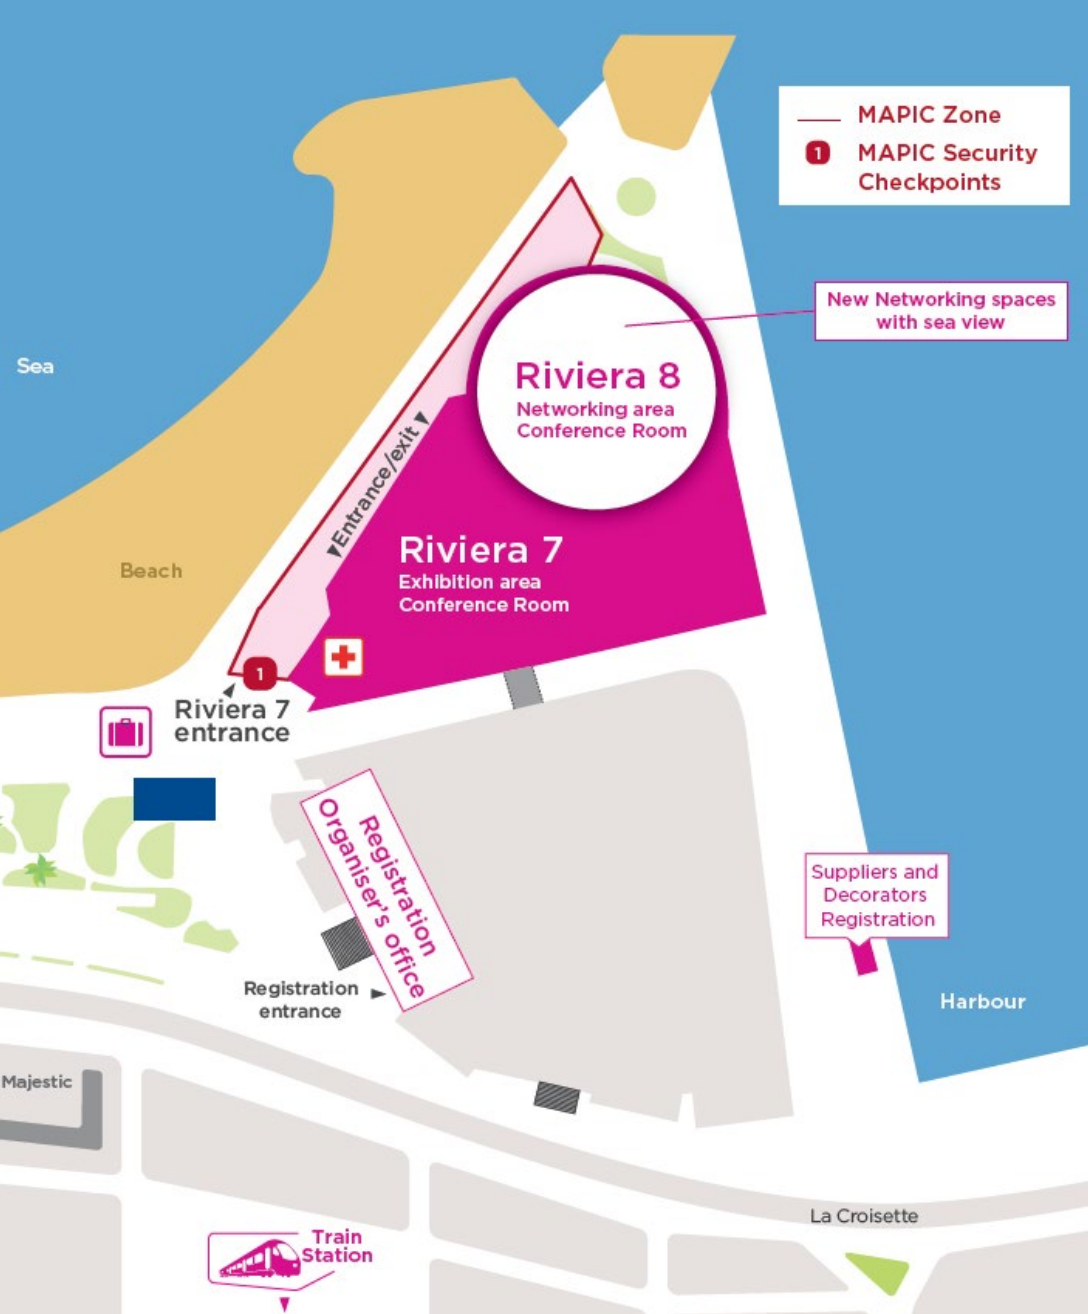 MAPIC Zone
1
MAPIC Security
Checkpoints
New Networking spaces
with sea view
Sea
Riviera 8
Networking area
Conference Room
Entrance/exit
Riviera 7
Exhibition area
Conference Room
Beach
1
Riviera 7
entrance
Registration
Organiser's office
Suppliers and
Decorators
Registration
Registration
entrance
Harbour
Majestic
La Croisette
Train
Station